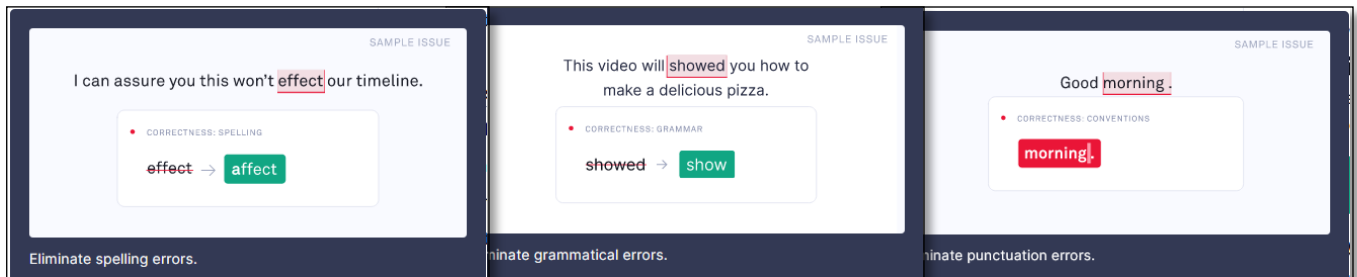 SAMPLE ISSUE
I can assure you this won't effect our timeline.
CORRECTNESS: SPELLING
effect → affect
Eliminate spelling errors.
SAMPLE ISSUE
This video will showed you how to
make a delicious pizza.
CORRECTNESS: GRAMMAR
showed → show
minate grammatical errors.
SAMPLE ISSUE
Good morning .
CORRECTNESS: CONVENTIONS
morning .
minate punctuation errors.